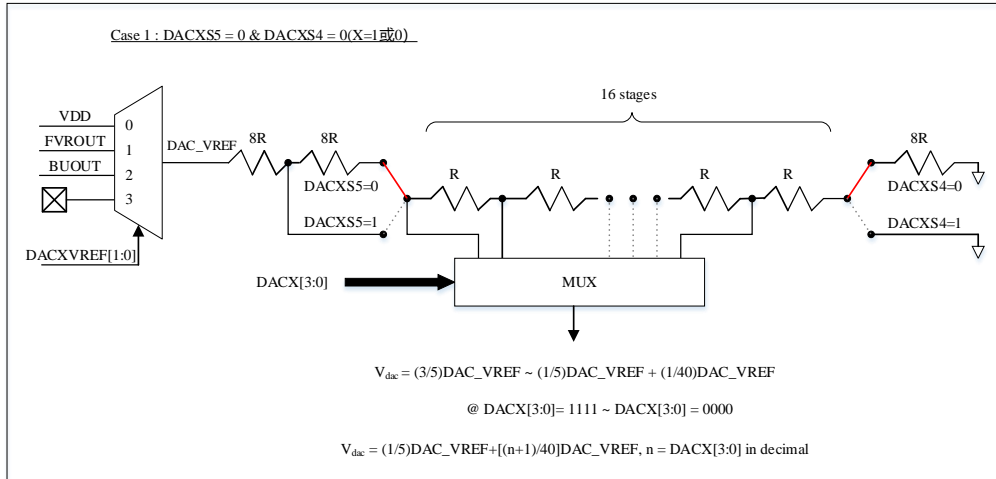 Case 1 : DACXS5 = 0 & DACXS4 = 0(X=1或0)
16 stages
VDD
0
FVROUT
1
BUOUT
2
3
DAC_VREF
8R
8R
DACXS5=0
DACXS5=1
R
R
R
R
8R
DACXS4=0
DACXS4=1
DACXVREF[1:0]
DACX[3:0]
MUX
Vdac = (3/5)DAC_VREF ~ (1/5)DAC_VREF + (1/40)DAC_VREF
@ DACX[3:0]= 1111 ~ DACX[3:0] = 0000
Vdac = (1/5)DAC_VREF+[(n+1)/40]DAC_VREF, n = DACX[3:0] in decimal